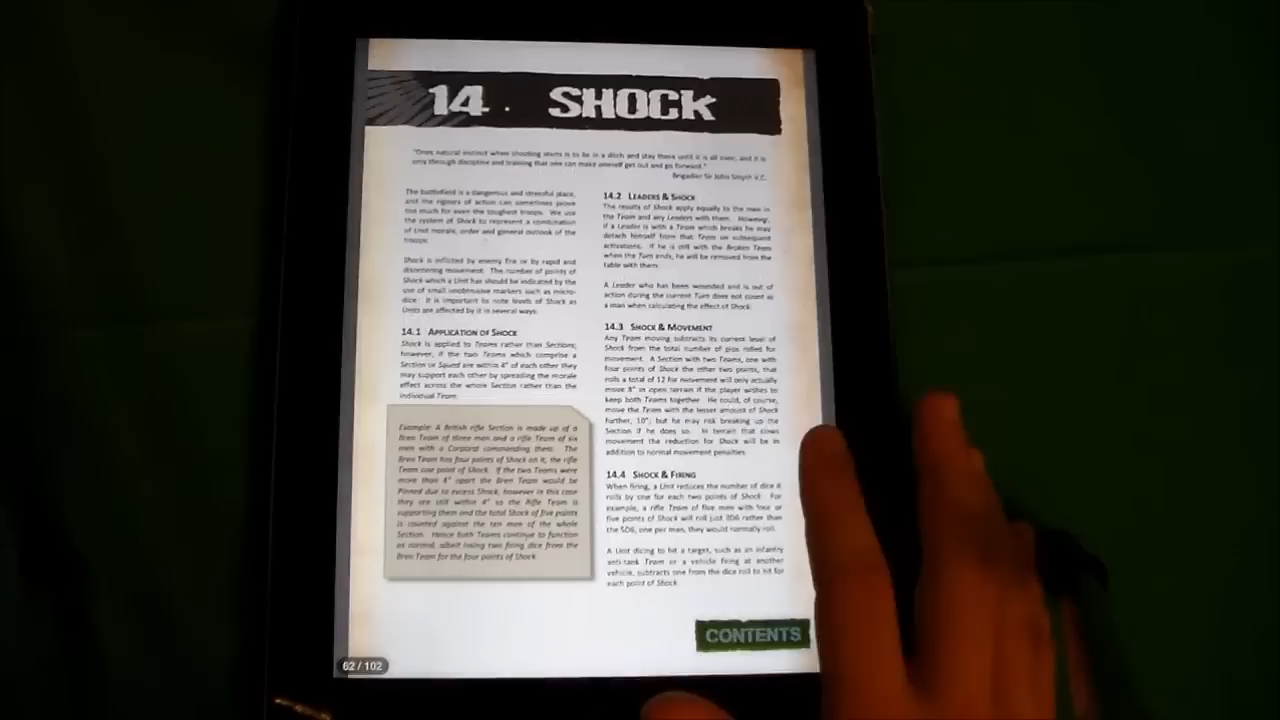 14 . SHOCK
"Ones natural instinct when shooting starts is to lie in a ditch and stay there until it is all over, and it is
only through discipline and training that one can make oneself get out and go forward."
Brigadier Sir John Smyth V.C.
The battlefield is a dangerous and stressful place,
and the rigours of action can sometimes prove
too much for even the toughest troops. We use
the system of Shock to represent a combination
of Unit morale, order and general outlook of the
troops.
Shock is inflicted by enemy fire or by rapid and
disorienting movement. The number of points of
Shock which a Unit has should be indicated by the
use of small unobtrusive markers such as micro-
dice. It is important to note levels of Shock as
Units are affected by it in several ways.
14.1 APPLICATION OF SHOCK
Shock is applied to Teams rather than Sections;
however, if the two Teams which comprise a
Section or Squad are within 4" of each other they
may support each other by spreading the morale
effect across the whole Section rather than the
individual Team.
Example: A British rifle Section is made up of a
Bren Team of three men and a rifle Team of six
men with a Corporal commanding them. The
Bren Team has four points of Shock on it, the rifle
Team one point of Shock. If the two Teams were
more than 4" apart the Bren Team would be
Pinned due to excess Shock, however in this case
they are still within 4" so the Rifle Team is
supporting them and the total Shock of five points
is counted against the ten men of the whole
Section. Hence both Teams continue to function
as normal, albeit losing two firing dice from the
Bren Team for the four points of Shock.
14.2 LEADERS & SHOCK
The results of Shock apply equally to the men in
the Team and any Leaders with them. However,
if a Leader is with a Team which breaks he may
detach himself from that Team on subsequent
activations. If he is still with the Broken Team
when the Turn ends, he will be removed from the
table with them.
A Leader who has been wounded and is out of
action during the current Turn does not count as
a man when calculating the effect of Shock.
14.3 SHOCK & MOVEMENT
Any Team moving subtracts its current level of
Shock from the total number of pips rolled for
movement. A Section with two Teams, one with
four points of Shock the other two points, that
rolls a total of 12 for movement will only actually
move 8" in open terrain if the player wishes to
keep both Teams together. He could, of course,
move the Team with the lesser amount of Shock
further, 10"; but he may risk breaking up the
Section if he does so. In terrain that slows
movement the reduction for Shock will be in
addition to normal movement penalties.
14.4 SHOCK & FIRING
When firing, a Unit reduces the number of dice it
rolls by one for each two points of Shock. For
example, a rifle Team of five men with four or
five points of Shock will roll just 3D6 rather than
the 5D6, one per man, they would normally roll.
A Unit dicing to hit a target, such as an infantry
anti-tank Team or a vehicle firing at another
vehicle, subtracts one from the dice roll to hit for
each point of Shock.
CONTENTS
62 / 102